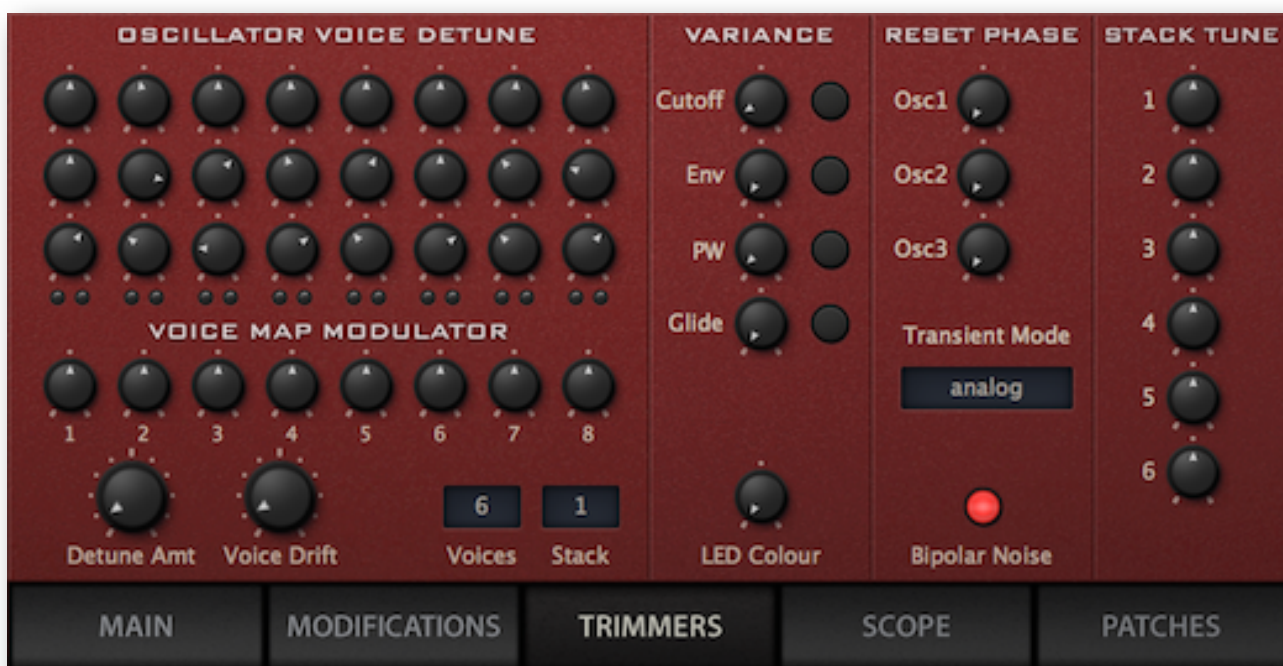 OSCILLATOR VOICE DETUNE
VOICE MAP MODULATOR
1 2 3 4 5 6 7 8
Detune Amt Voice Drift
6
Voices
1
Stack
VARIANCE
Cutoff
Env
PW
Glide
LED Colour
RESET PHASE
Osc1
Osc2
Osc3
Transient Mode
analog
Bipolar Noise
STACK TUNE
1
2
3
4
5
6
MAIN MODIFICATIONS TRIMMERS SCOPE PATCHES